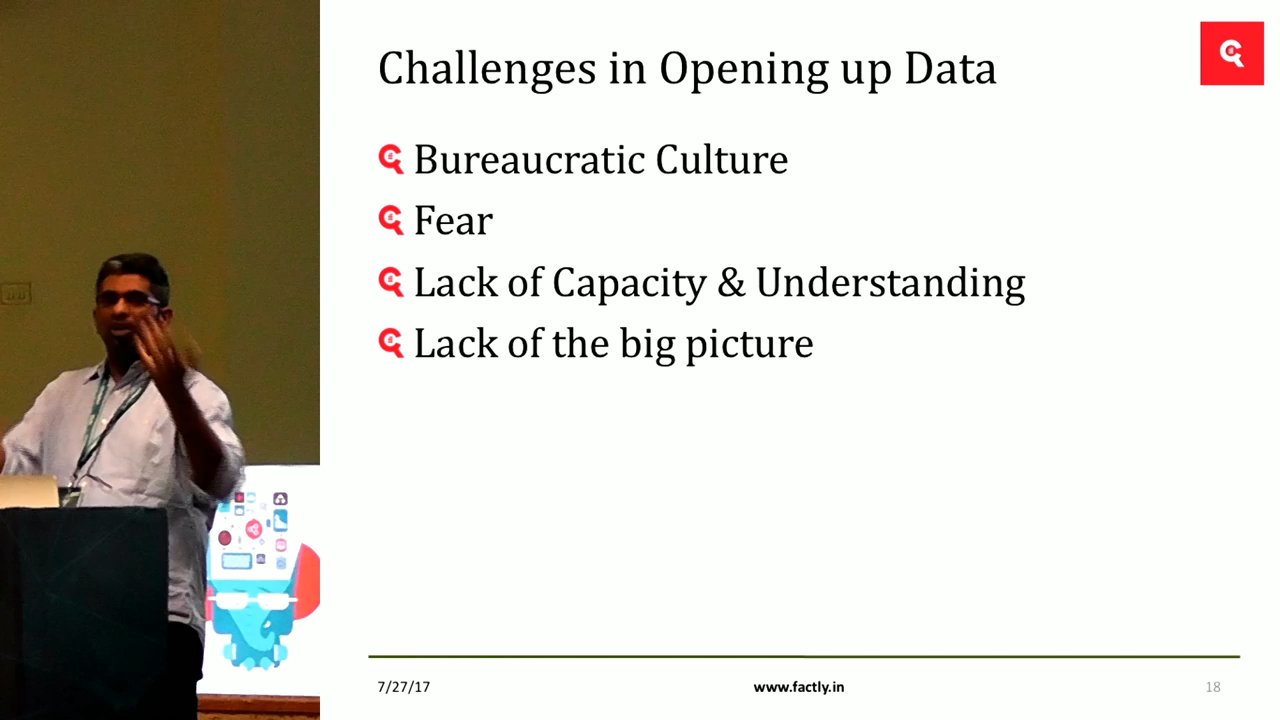 Challenges in Opening up Data
Bureaucratic Culture
Fear
Lack of Capacity & Understanding
Lack of the big picture
7/27/17
www.factly.in
18